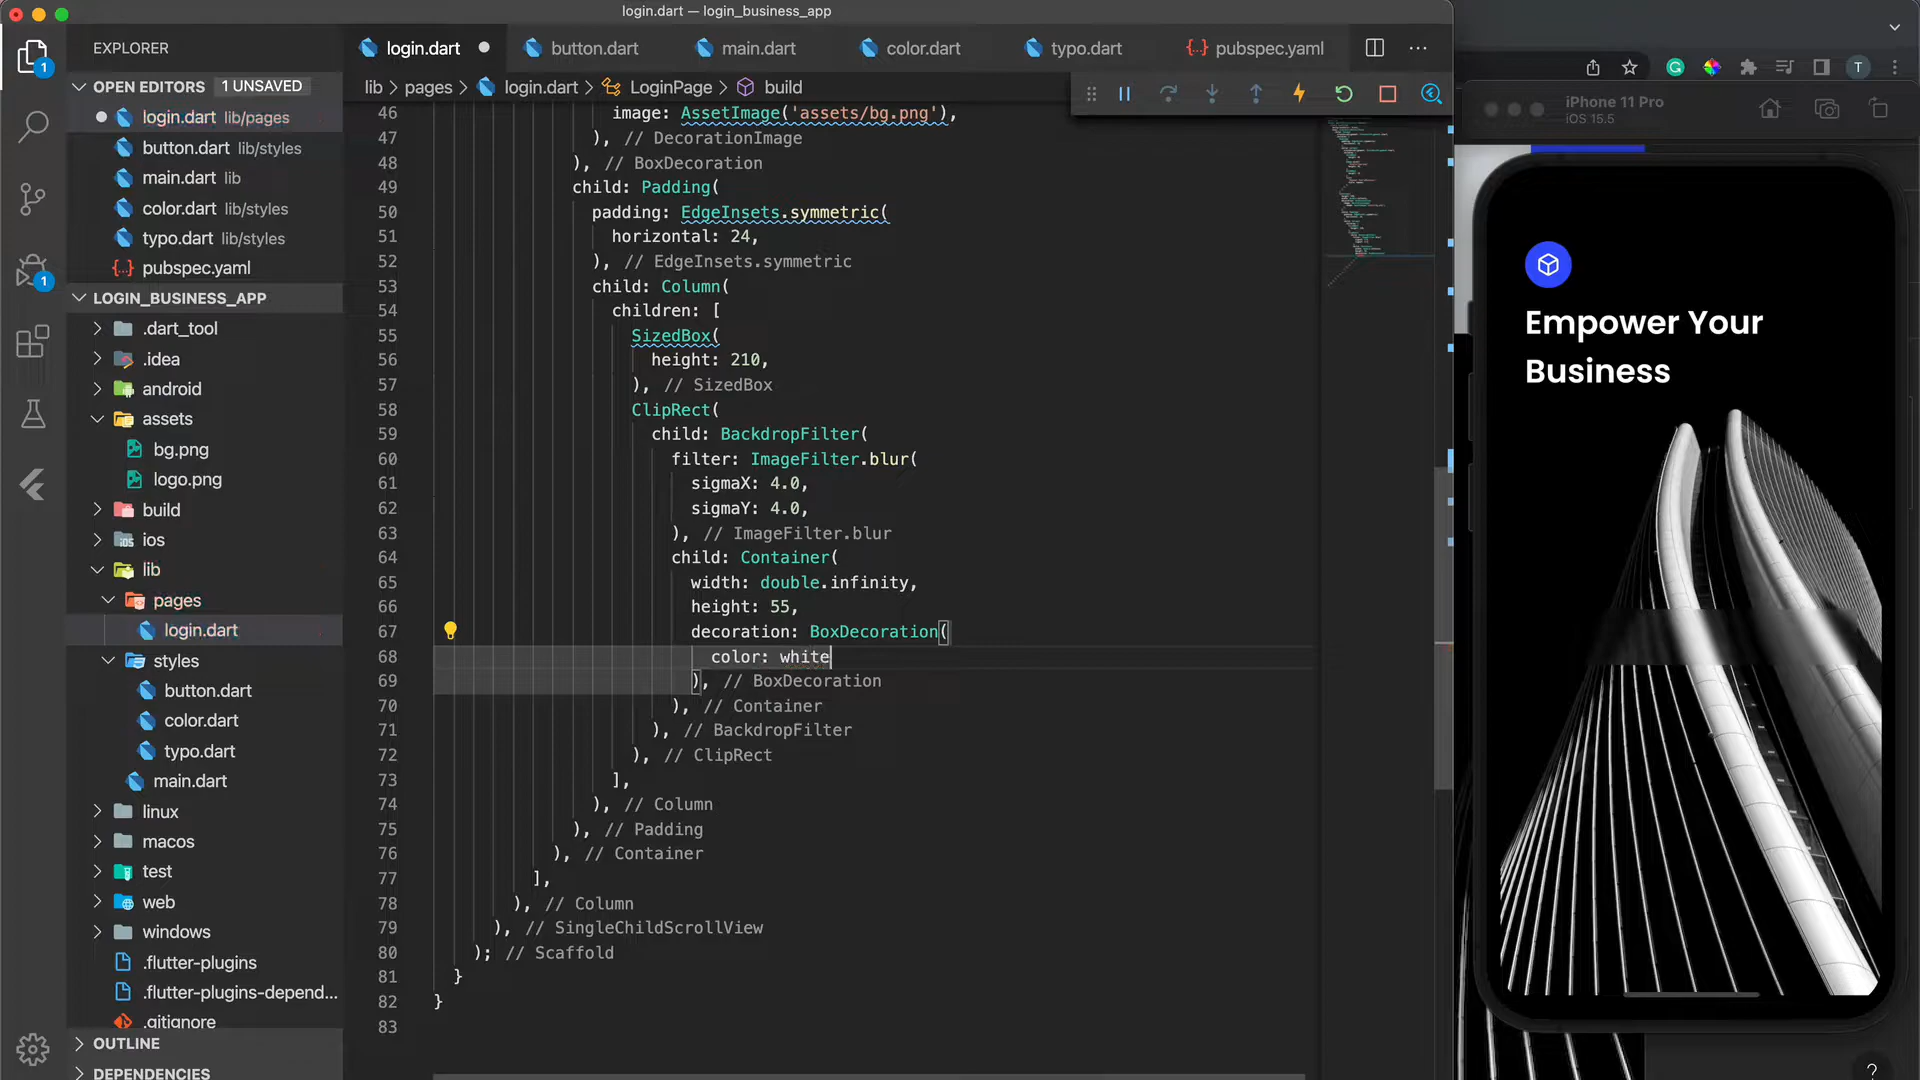 login.dart — login_business_app
EXPLORER
OPEN EDITORS 1 UNSAVED
login.dart lib/pages
button.dart lib/styles
main.dart lib
color.dart lib/styles
typo.dart lib/styles
{..} pubspec.yaml
LOGIN_BUSINESS_APP
.dart_tool
.idea
android
assets
bg.png
logo.png
build
ios
lib
pages
login.dart
styles
button.dart
color.dart
typo.dart
main.dart
linux
macos
test
web
windows
.flutter-plugins
.flutter-plugins-depend...
.gitignore
OUTLINE
DEPENDENCIES
1
1
login.dart
button.dart
main.dart
color.dart
typo.dart
{..} pubspec.yaml
lib > pages > login.dart > LoginPage > build
46 image: AssetImage('assets/bg.png'),
47 ), // DecorationImage
48 ), // BoxDecoration
49 child: Padding(
50 padding: EdgeInsets.symmetric(
51 horizontal: 24,
52 ), // EdgeInsets.symmetric
53 child: Column(
54 children: [
55 SizedBox(
56 height: 210,
57 ), // SizedBox
58 ClipRect(
59 child: BackdropFilter(
60 filter: ImageFilter.blur(
61 sigmaX: 4.0,
62 sigmaY: 4.0,
63 ), // ImageFilter.blur
64 child: Container(
65 width: double.infinity,
66 height: 55,
67 decoration: BoxDecoration(
68 color: white
69 ), // BoxDecoration
70 ), // Container
71 ), // BackdropFilter
72 ), // ClipRect
73 ],
74 ), // Column
75 ), // Padding
76 ), // Container
77 ],
78 ), // Column
79 ), // SingleChildScrollView
80 ); // Scaffold
81 }
82 }
83
T
iPhone 11 Pro
iOS 15.5
Empower Your
Business
?